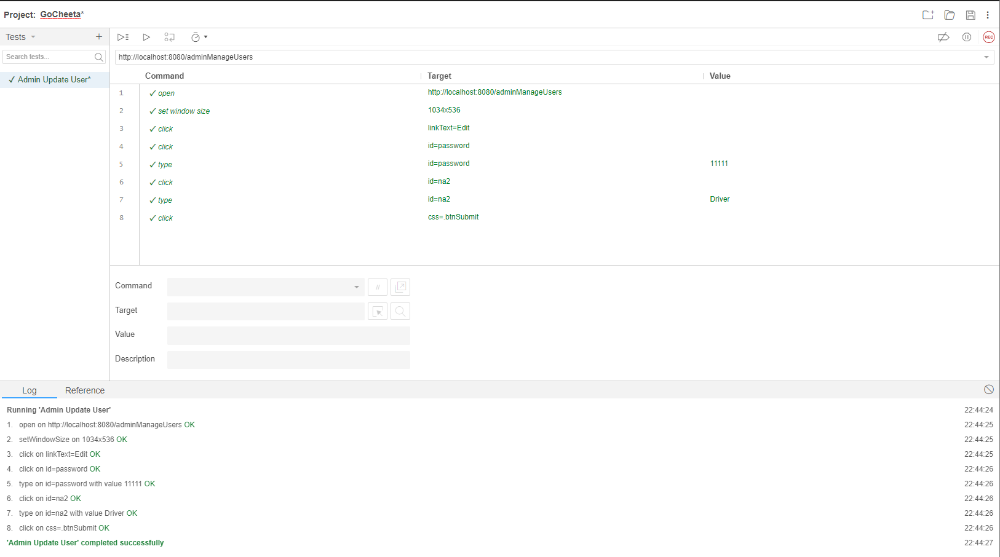 Project: GoCheeta*
Tests
Search tests...
✓ Admin Update User*
REC
http://localhost:8080/adminManageUsers
Command Target Value
1 ✓ open http://localhost:8080/adminManageUsers
2 ✓ set window size 1034x536
3 ✓ click linkText=Edit
4 ✓ click id=password
5 ✓ type id=password 11111
6 ✓ click id=na2
7 ✓ type id=na2 Driver
8 ✓ click css=.btnSubmit
Command //
Target
Value
Description
Log Reference
Running 'Admin Update User' 22:44:24
1. open on http://localhost:8080/adminManageUsers OK 22:44:25
2. setWindowSize on 1034x536 OK 22:44:25
3. click on linkText=Edit OK 22:44:25
4. click on id=password OK 22:44:26
5. type on id=password with value 11111 OK 22:44:26
6. click on id=na2 OK 22:44:26
7. type on id=na2 with value Driver OK 22:44:26
8. click on css=.btnSubmit OK 22:44:26
'Admin Update User' completed successfully 22:44:27